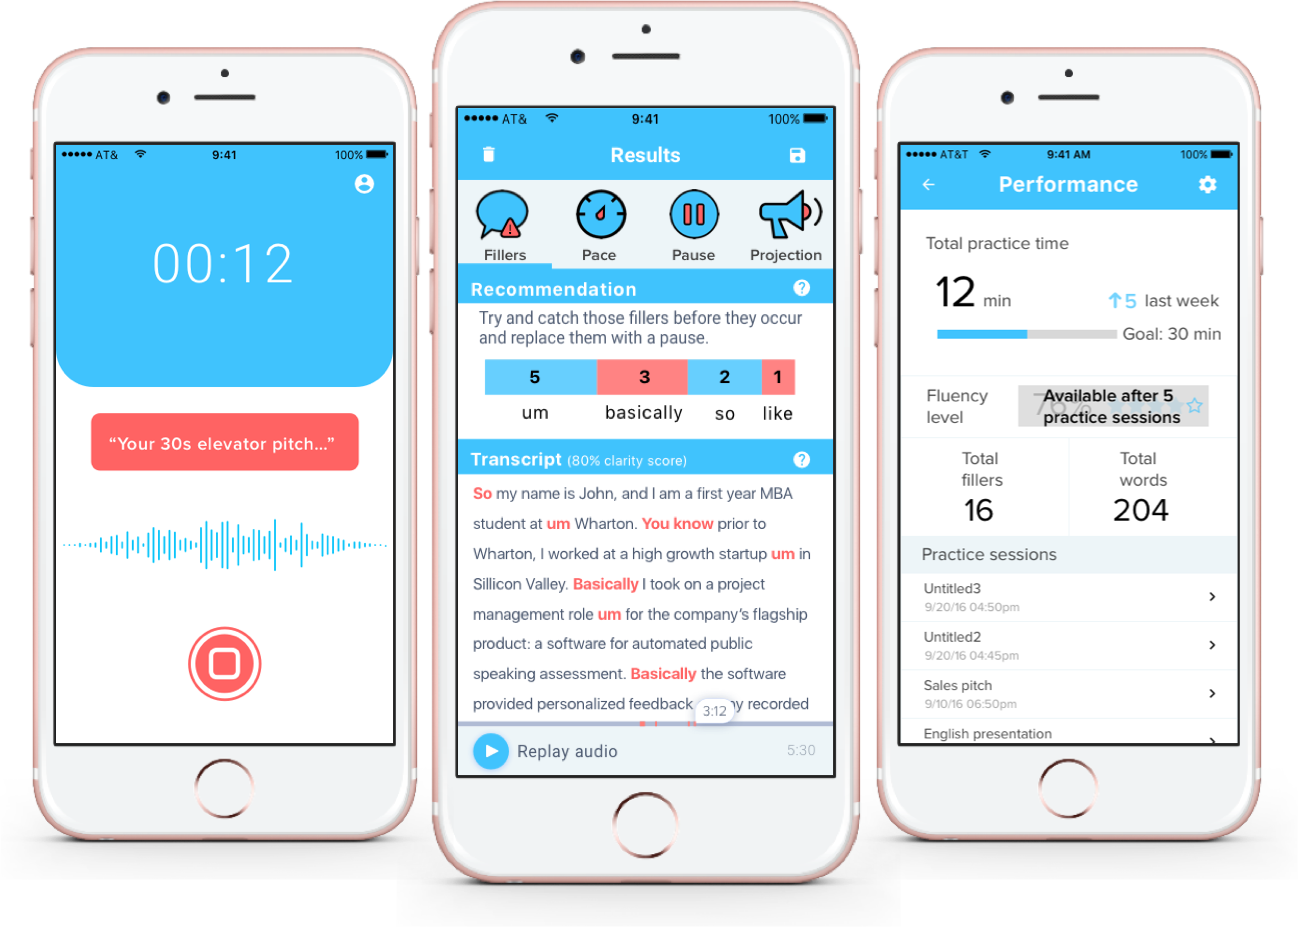 AT& 9:41 100%
00:12
“Your 30s elevator pitch...”
AT& 9:41 100%
Results
Fillers Pace Pause Projection
Recommendation ?
Try and catch those fillers before they occur
and replace them with a pause.
5 3 2 1
um basically so like
Transcript (80% clarity score) ?
So my name is John, and I am a first year MBA
student at um Wharton. You know prior to
Wharton, I worked at a high growth startup um in
Sillicon Valley. Basically I took on a project
management role um for the company’s flagship
product: a software for automated public
speaking assessment. Basically the software
provided personalized feedback y recorded
3:12
Replay audio 5:30
AT&T 9:41 AM 100%
Performance
Total practice time
12 min 5 last week
Goal: 30 min
Fluency
level
76%
Available after 5
practice sessions
Total
fillers
16
Total
words
204
Practice sessions
Untitled3
9/20/16 04:50pm
Untitled2
9/20/16 04:45pm
Sales pitch
9/10/16 06:50pm
English presentation